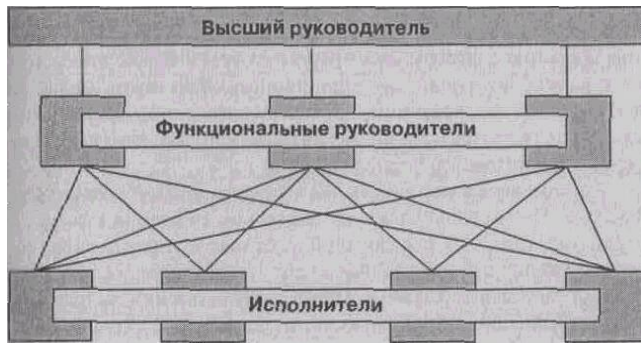 Высший руководитель
Функциональные руководители
Исполнители